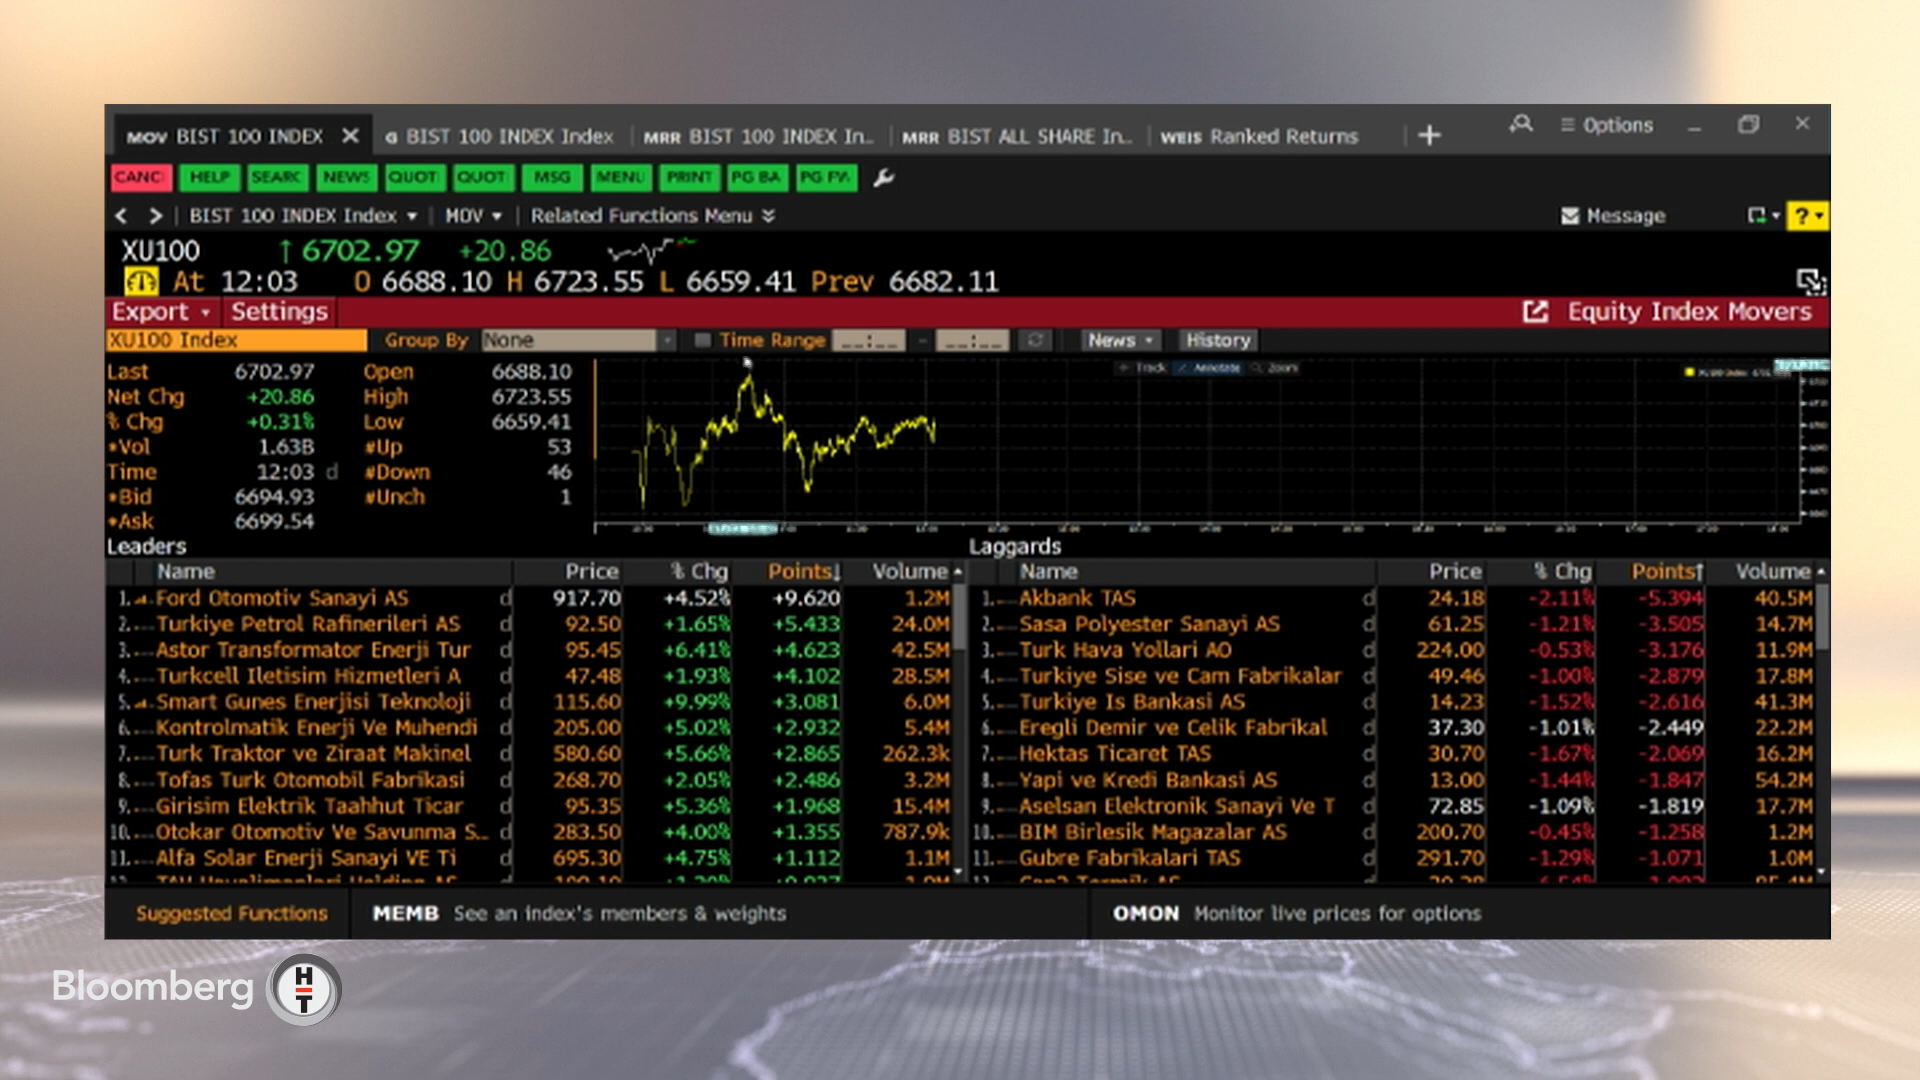 MOV BIST 100 INDEX ✕ G BIST 100 INDEX Index MRR BIST 100 INDEX In.. MRR BIST ALL SHARE In.. WEIS Ranked Returns + Options
CANC HELP SEARC NEWS QUOT QUOT MSG MENU PRINT PG BA PG FW
< > BIST 100 INDEX Index MOV Related Functions Menu Message ?
XU100 ↑ 6702.97 +20.86
At 12:03 O 6688.10 H 6723.55 L 6659.41 Prev 6682.11
Export Settings Equity Index Movers
XU100 Index Group By None Time Range __:__ - __:__ News History
Track Annotate Zoom
Last 6702.97 Open 6688.10
Net Chg +20.86 High 6723.55
% Chg +0.31% Low 6659.41
*Vol 1.63B #Up 53
Time 12:03 d #Down 46
*Bid 6694.93 #Unch 1
*Ask 6699.54
Leaders
Name Price % Chg Points↓ Volume
1. Ford Otomotiv Sanayi AS d 917.70 +4.52% +9.620 1.2M
2. Turkiye Petrol Rafinerileri AS d 92.50 +1.65% +5.433 24.0M
3. Astor Transformator Enerji Tur d 95.45 +6.41% +4.623 42.5M
4. Turkcell Iletisim Hizmetleri A d 47.48 +1.93% +4.102 28.5M
5. Smart Gunes Enerjisi Teknoloji d 115.60 +9.99% +3.081 6.0M
6. Kontrolmatik Enerji Ve Muhendi d 205.00 +5.02% +2.932 5.4M
7. Turk Traktor ve Ziraat Makinel d 580.60 +5.66% +2.865 262.3k
8. Tofas Turk Otomobil Fabrikasi d 268.70 +2.05% +2.486 3.2M
9. Girisim Elektrik Taahhut Ticar d 95.35 +5.36% +1.968 15.4M
10. Otokar Otomotiv Ve Savunma S.. d 283.50 +4.00% +1.355 787.9k
11. Alfa Solar Enerji Sanayi VE Ti d 695.30 +4.75% +1.112 1.1M
Laggards
Name Price % Chg Points↑ Volume
1. Akbank TAS d 24.18 -2.11% -5.394 40.5M
2. Sasa Polyester Sanayi AS d 61.25 -1.21% -3.505 14.7M
3. Turk Hava Yollari AO d 224.00 -0.53% -3.176 11.9M
4. Turkiye Sise ve Cam Fabrikalar d 49.46 -1.00% -2.879 17.8M
5. Turkiye Is Bankasi AS d 14.23 -1.52% -2.616 41.3M
6. Eregli Demir ve Celik Fabrikal d 37.30 -1.01% -2.449 22.2M
7. Hektas Ticaret TAS d 30.70 -1.67% -2.069 16.2M
8. Yapi ve Kredi Bankasi AS d 13.00 -1.44% -1.847 54.2M
9. Aselsan Elektronik Sanayi Ve T d 72.85 -1.09% -1.819 17.7M
10. BIM Birlesik Magazalar AS d 200.70 -0.45% -1.258 1.2M
11. Gubre Fabrikalari TAS d 291.70 -1.29% -1.071 1.0M
Suggested Functions MEMB See an index's members & weights OMON Monitor live prices for options
Bloomberg HT